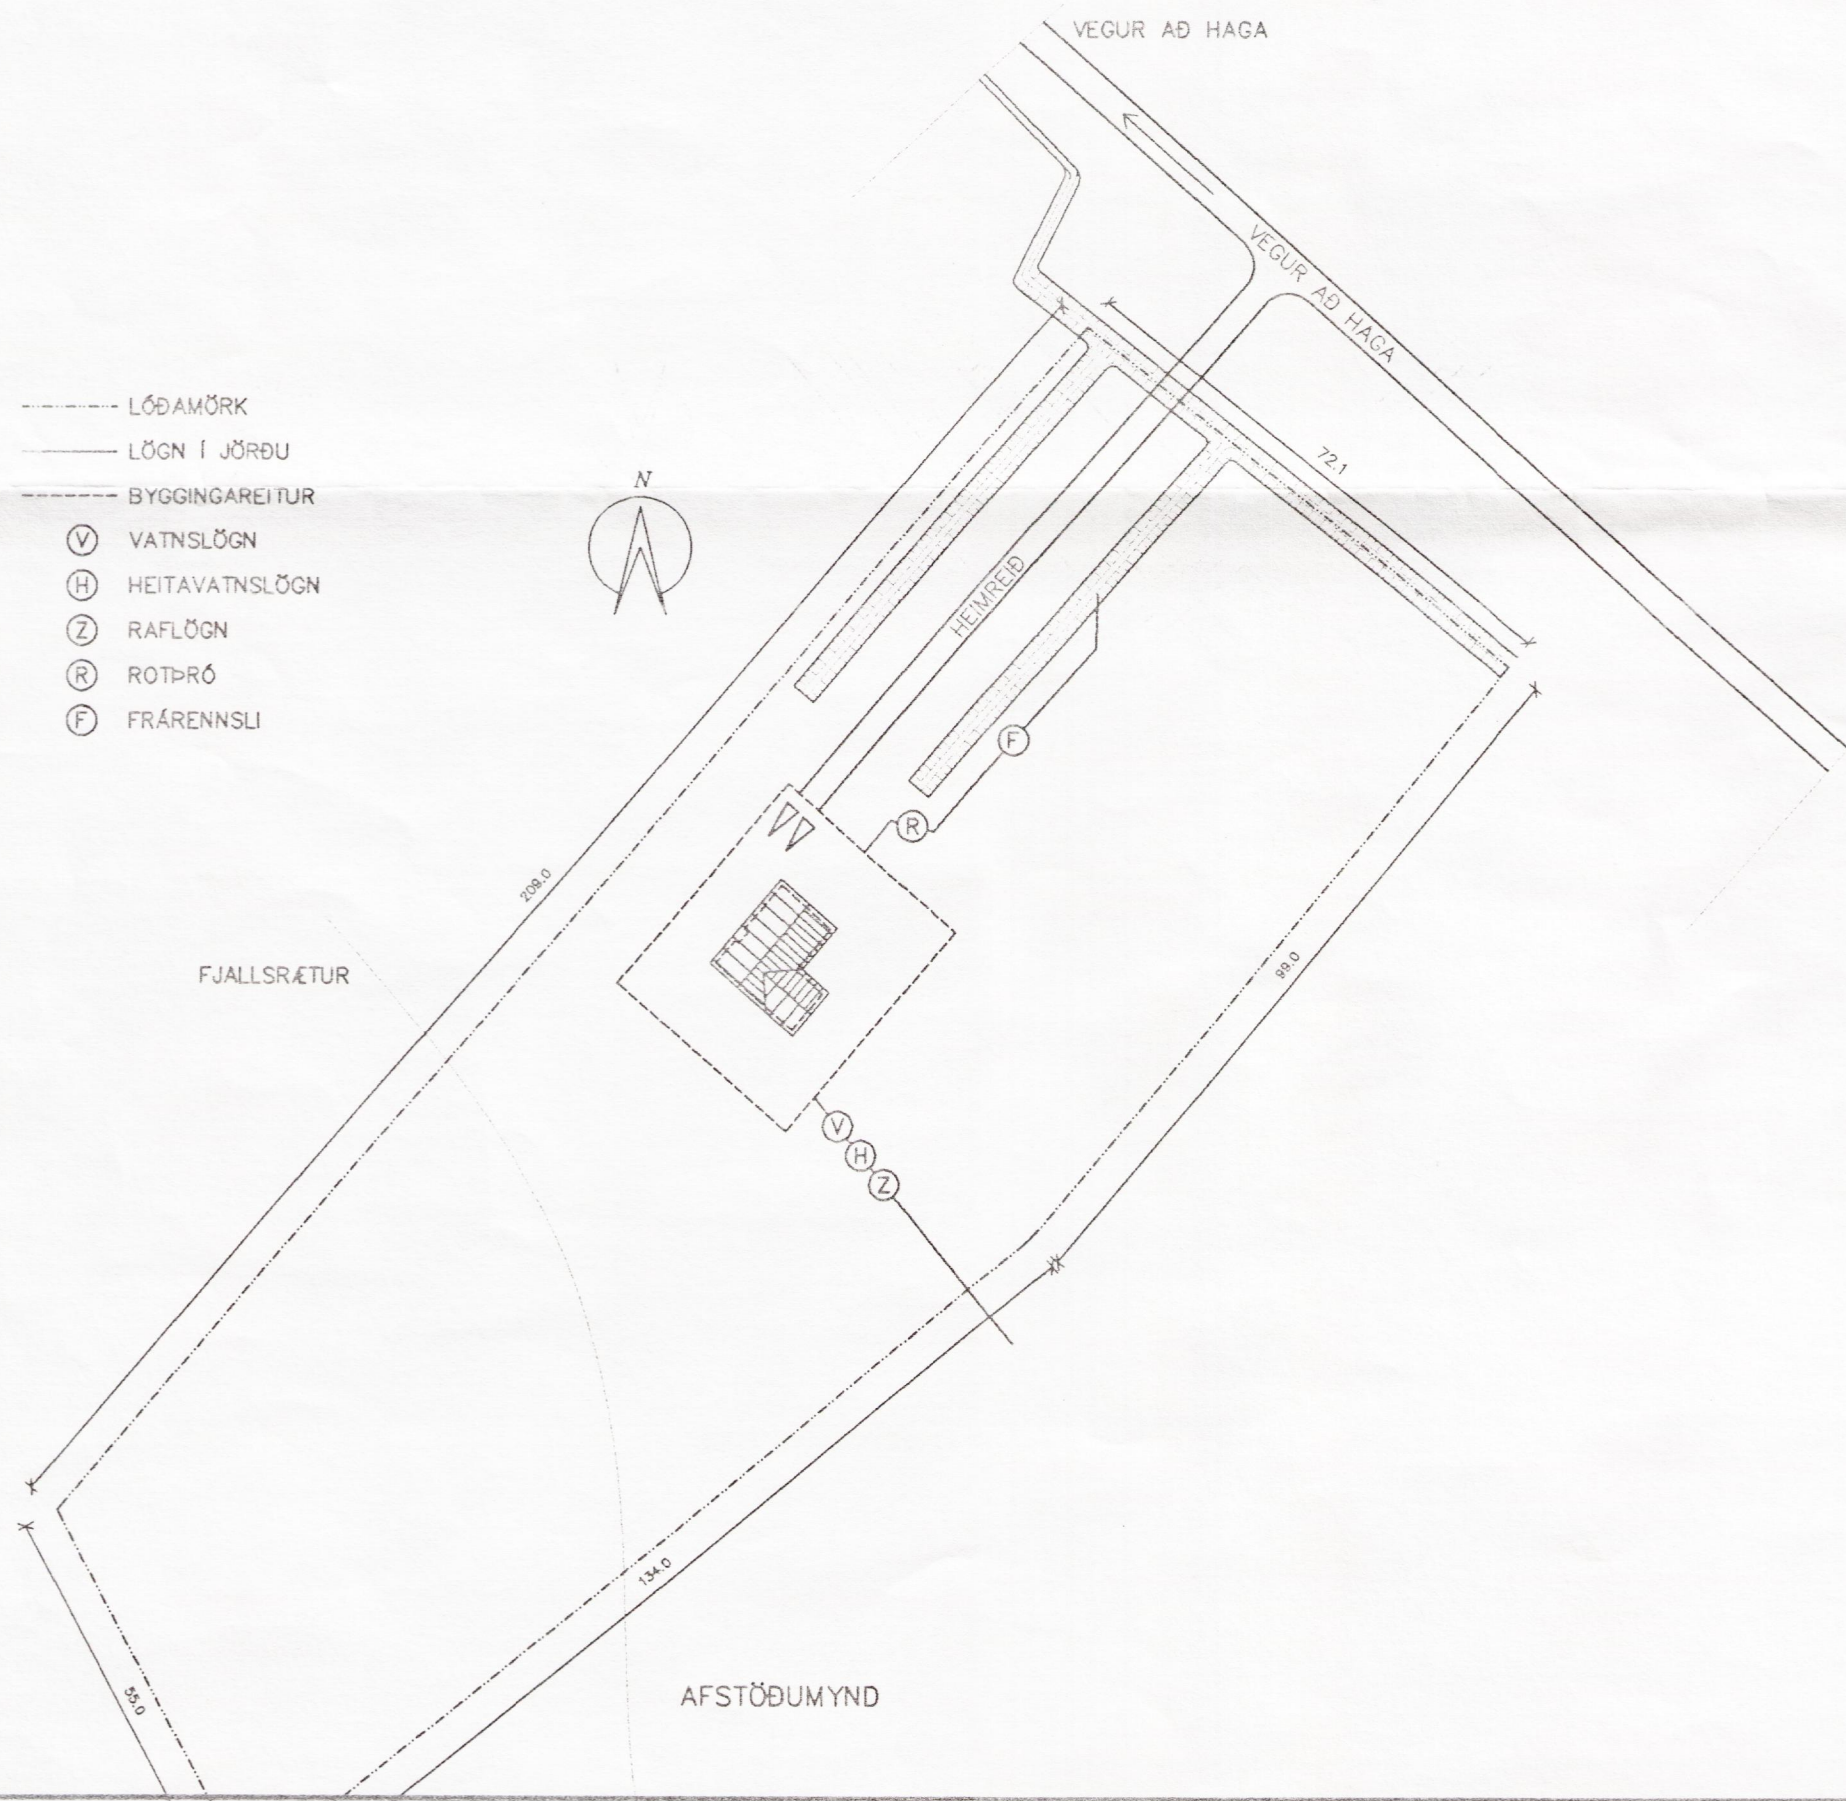 VEGUR AÐ HAGA
VEGUR AÐ HAGA
LÓÐAMÖRK
LÖGN Í JÖRÐU
BYGGINGAREITUR
V VATNSLÖGN
H HEITAVATNSLÖGN
Z RAFLÖGN
R ROTÞRÓ
F FRÁRENNSLI
N
72.1
HEIMREIÐ
F
R
209.0
FJALLSRÆTUR
99.0
V
H
Z
134.0
55.0
AFSTÖÐUMYND